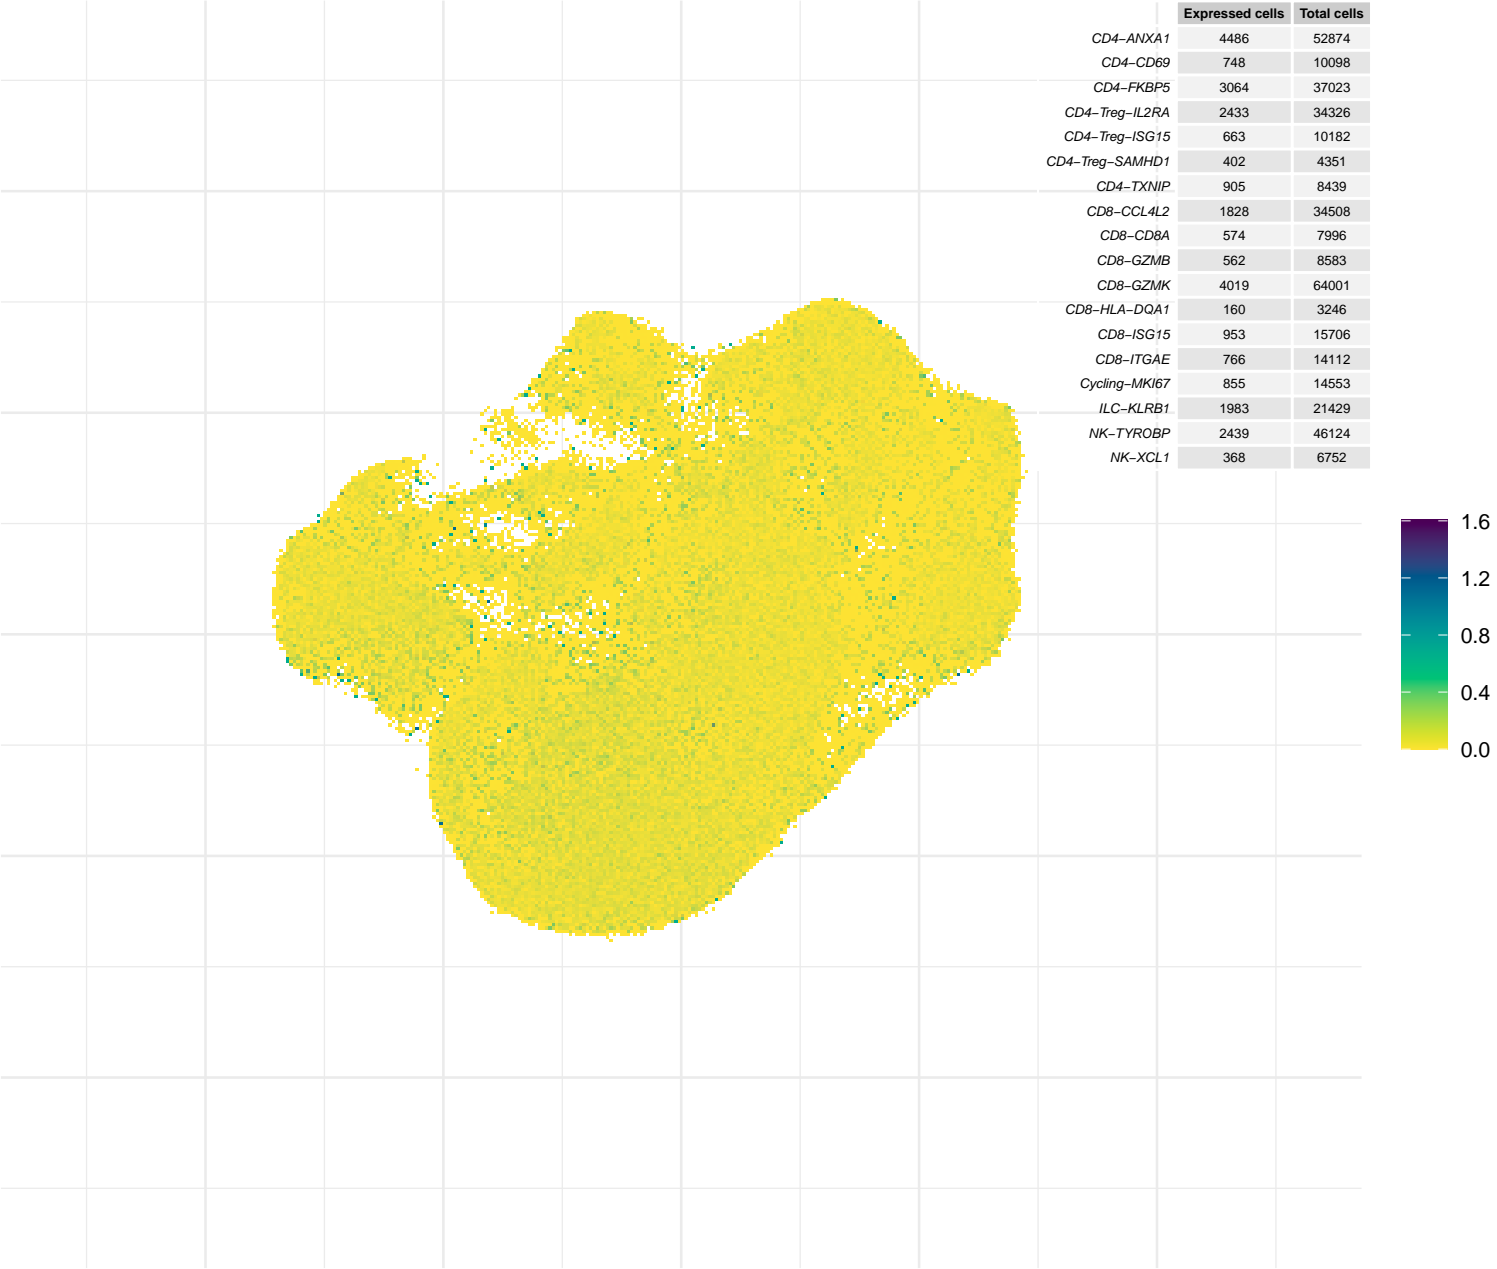 Expressed cells Total cells
CD4−ANXA1 4486 52874
CD4−CD69 748 10098
CD4−FKBP5 3064 37023
CD4−Treg−IL2RA 2433 34326
CD4−Treg−ISG15 663 10182
CD4−Treg−SAMHD1 402 4351
CD4−TXNIP 905 8439
CD8−CCL4L2 1828 34508
CD8−CD8A 574 7996
CD8−GZMB 562 8583
CD8−GZMK 4019 64001
CD8−HLA−DQA1 160 3246
CD8−ISG15 953 15706
CD8−ITGAE 766 14112
Cycling−MKI67 855 14553
ILC−KLRB1 1983 21429
NK−TYROBP 2439 46124
NK−XCL1 368 6752
1.6
1.2
0.8
0.4
0.0